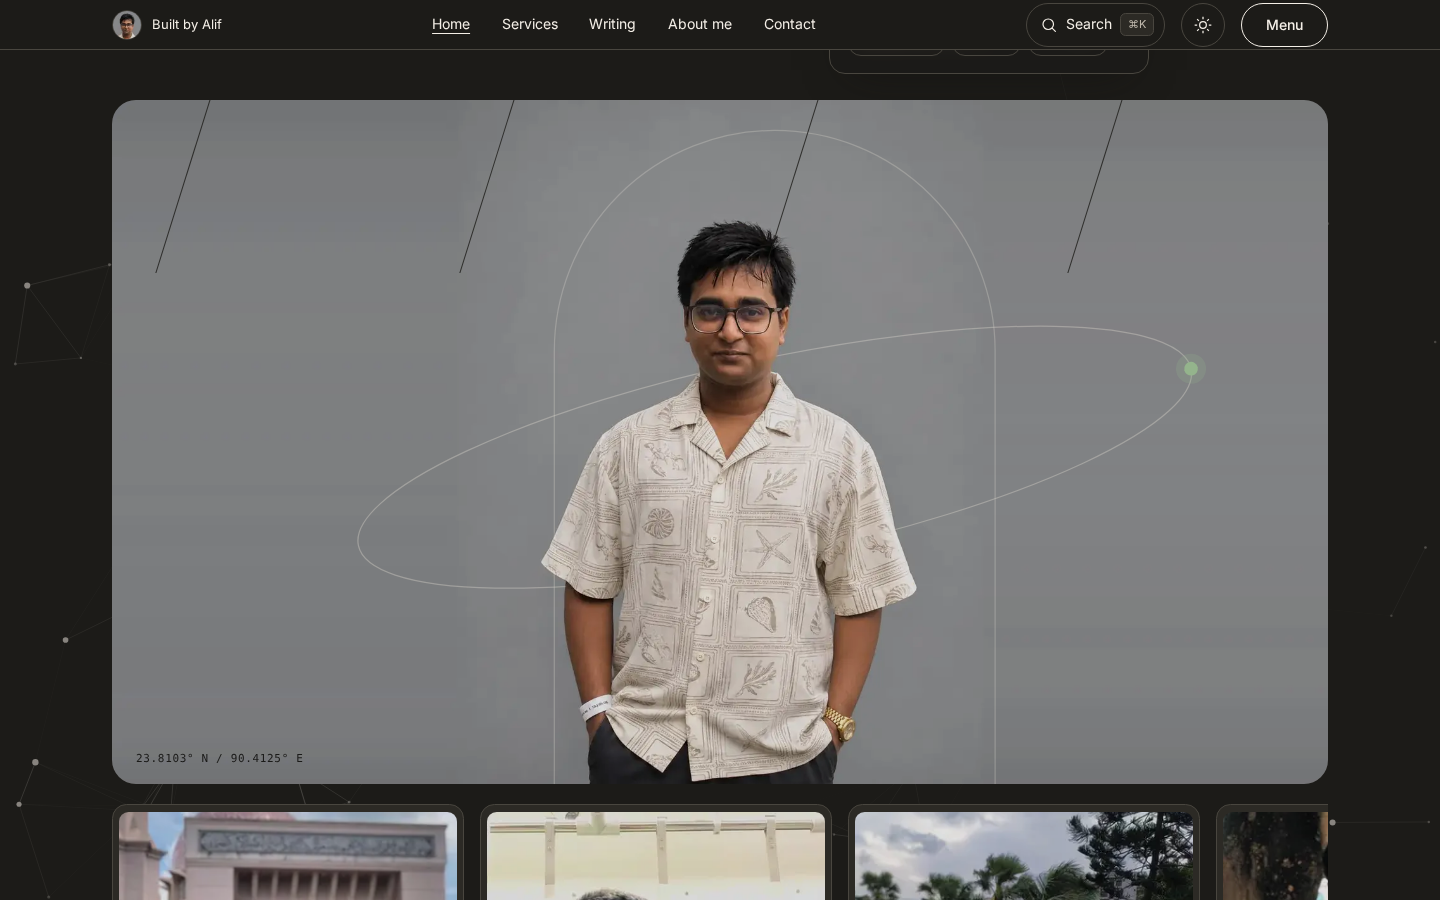 Built by Alif
Home Services Writing About me Contact
Search ⌘K
Menu
23.8103° N / 90.4125° E